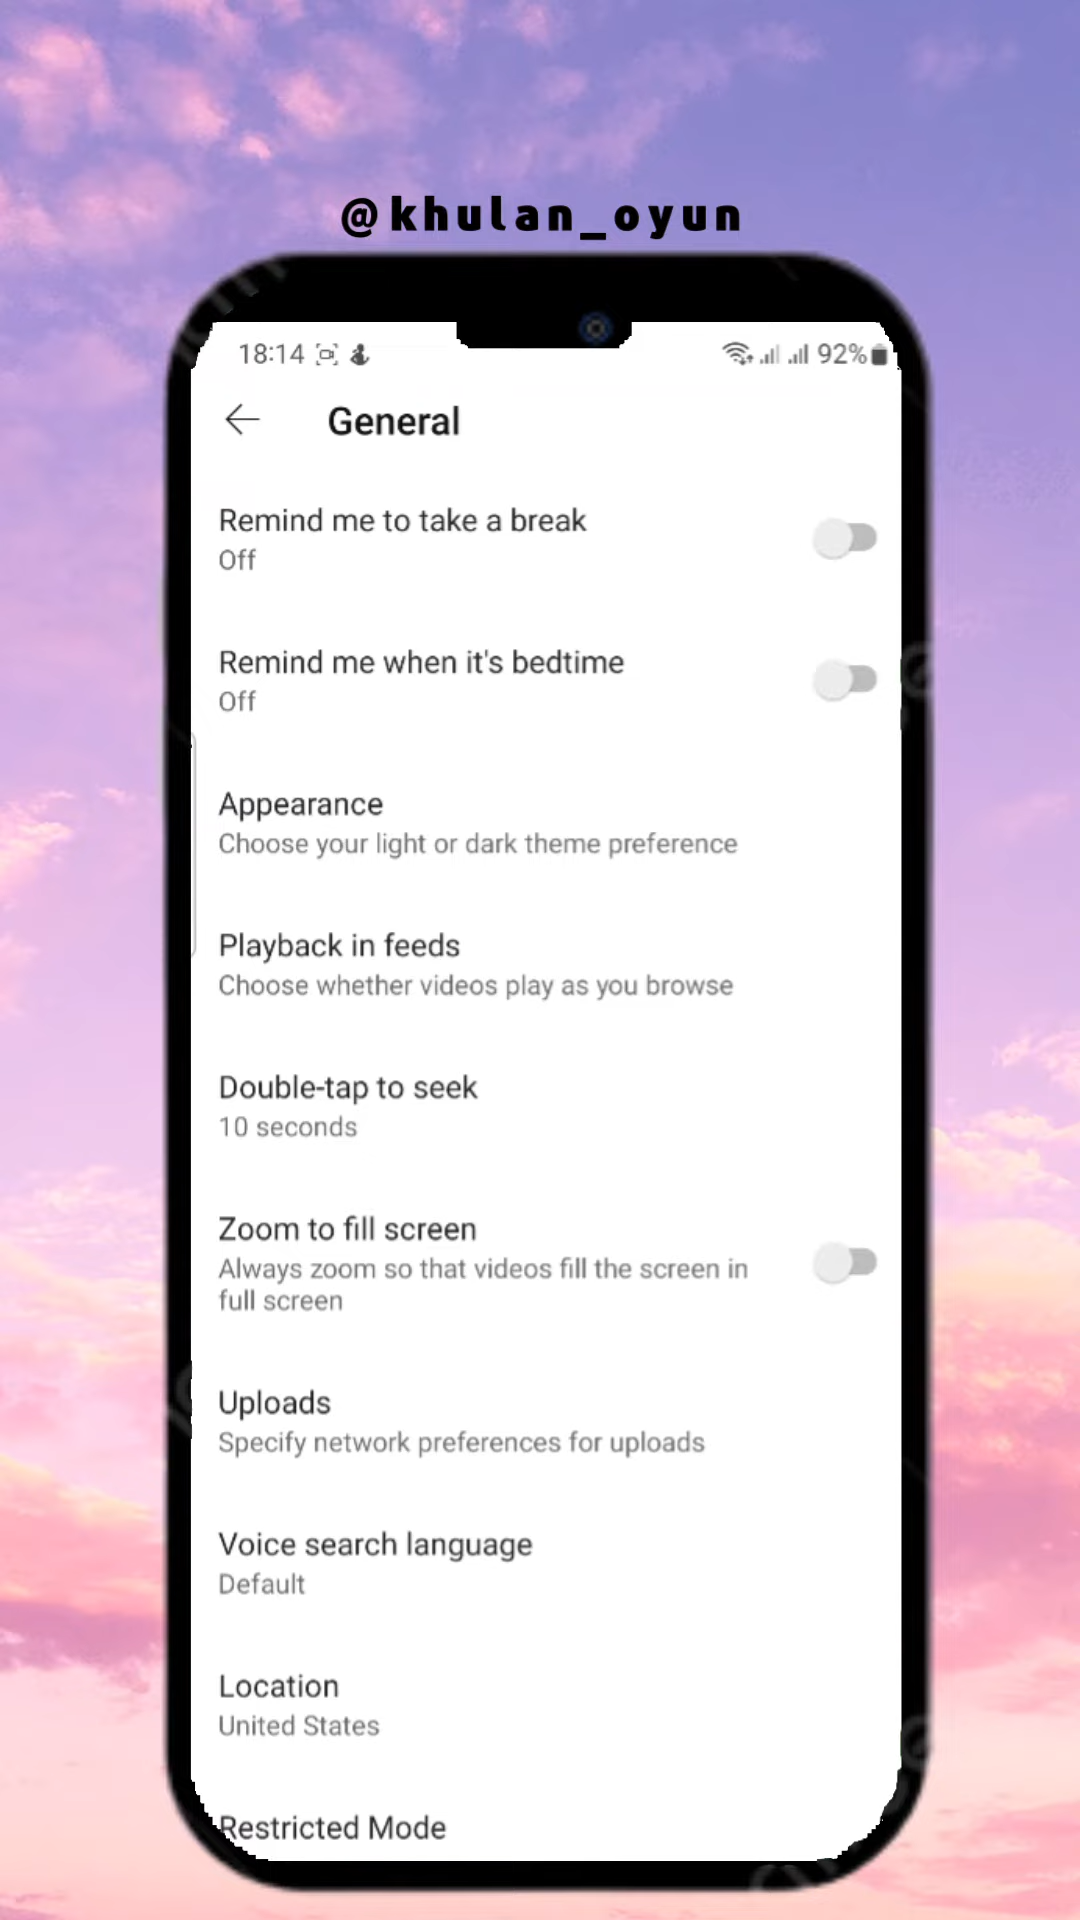 @khulan_oyun
18:14 92%
General
Remind me to take a break
Off
Remind me when it's bedtime
Off
Appearance
Choose your light or dark theme preference
Playback in feeds
Choose whether videos play as you browse
Double-tap to seek
10 seconds
Zoom to fill screen
Always zoom so that videos fill the screen in
full screen
Uploads
Specify network preferences for uploads
Voice search language
Default
Location
United States
Restricted Mode